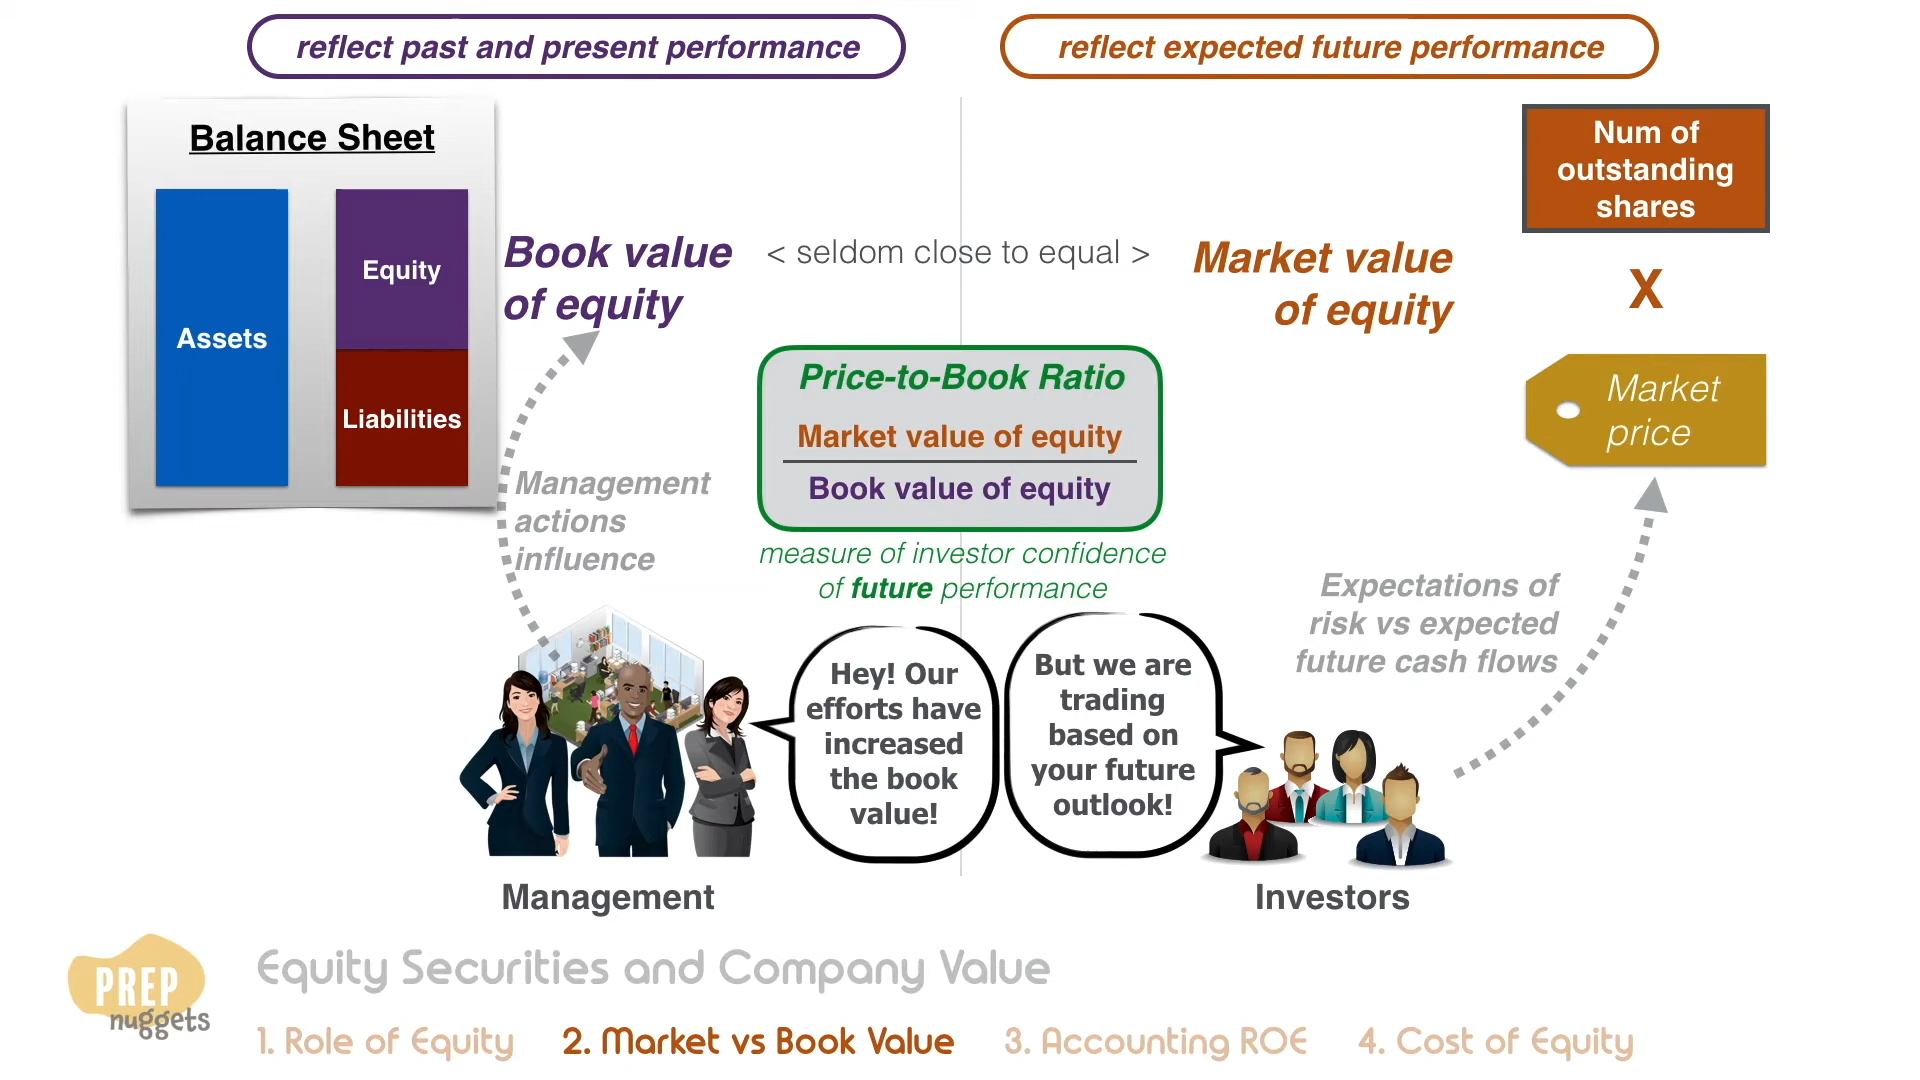 reflect past and present performance
reflect expected future performance
Balance Sheet
Assets
Equity
Liabilities
Book value
of equity
< seldom close to equal >
Market value
of equity
Num of
outstanding
shares
X
Market
price
Price-to-Book Ratio
Market value of equity
Book value of equity
measure of investor confidence
of future performance
Management
actions
influence
Expectations of
risk vs expected
future cash flows
Hey! Our
efforts have
increased
the book
value!
But we are
trading
based on
your future
outlook!
Management
Investors
PREP
nuggets
Equity Securities and Company Value
1. Role of Equity
2. Market vs Book Value
3. Accounting ROE
4. Cost of Equity